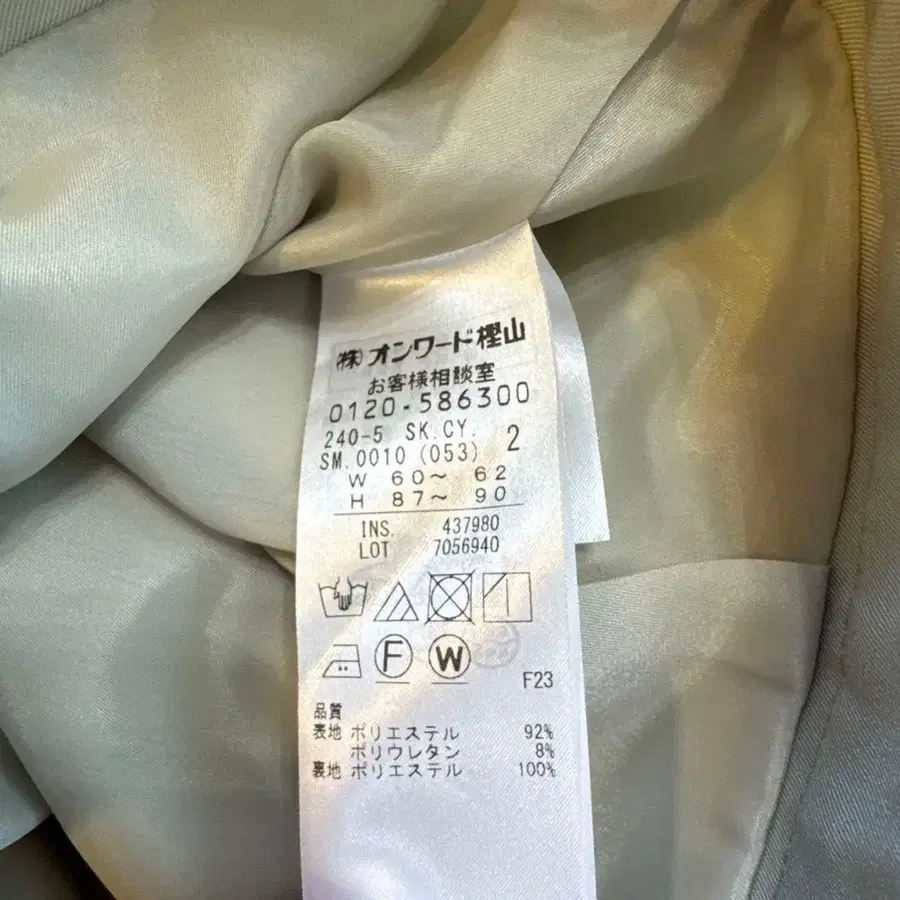 (株)オンワード樫山
お客様相談室
0120-586300
240-5 SK.CY. 2
SM.0010 (053)
W 60～ 62
H 87～ 90
INS. 437980
LOT 7056940
F W
F23
品質
表地 ポリエステル 92%
ポリウレタン 8%
裏地 ポリエステル 100%